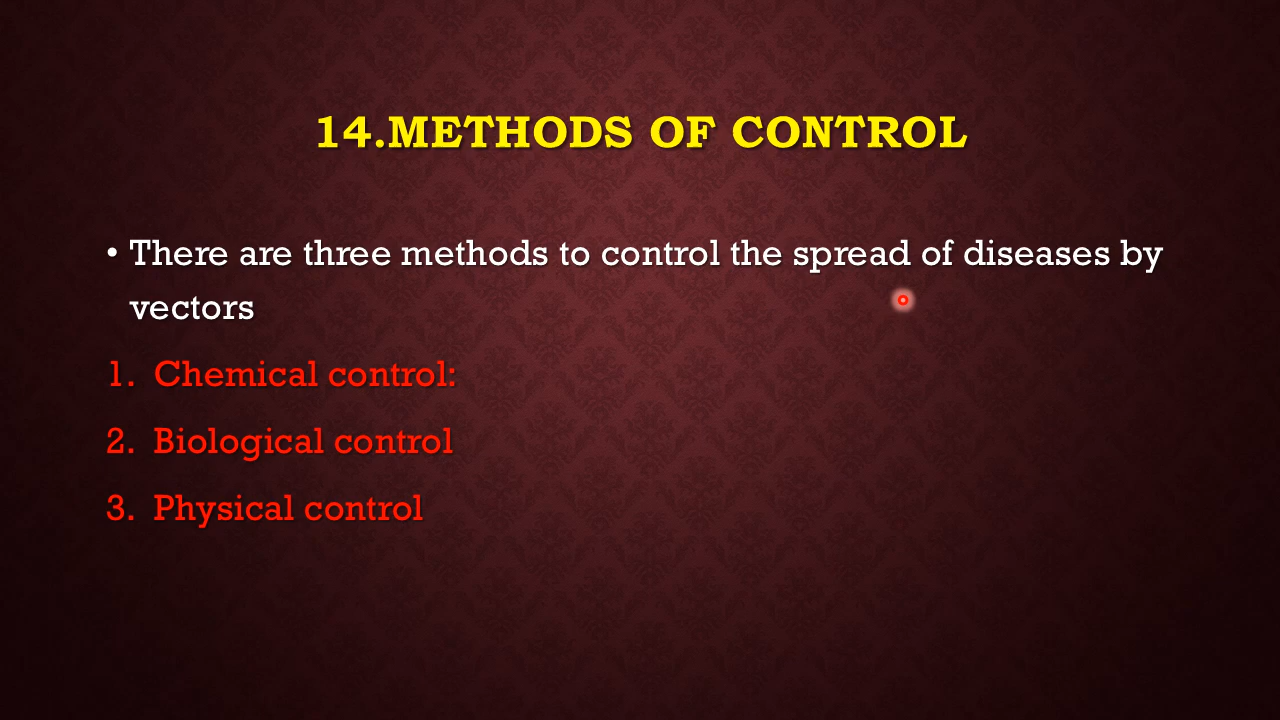 14.METHODS OF CONTROL
• There are three methods to control the spread of diseases by
vectors
1. Chemical control:
2. Biological control
3. Physical control